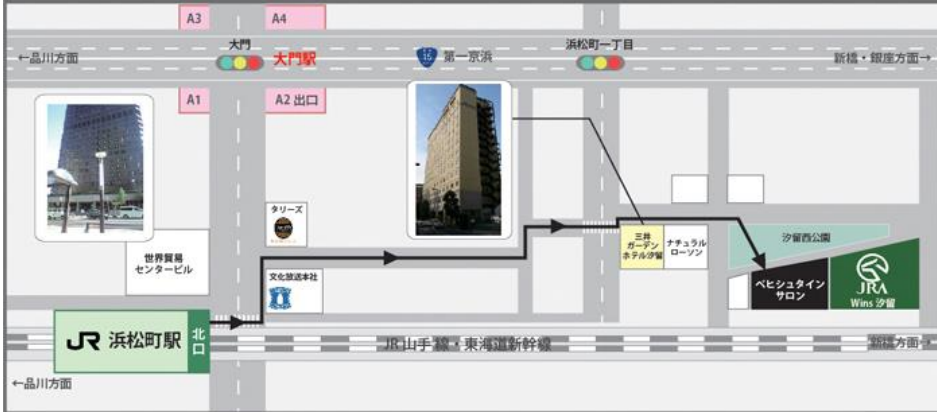 A3
A4
大門
大門駅
←品川方面
15
第一京浜
浜松町一丁目
新橋・銀座方面→
A1
A2 出口
タリーズ
世界貿易
センタービル
文化放送本社
三井
ガーデン
ホテル汐留
ナチュラル
ローソン
汐留西公園
ベヒシュタイン
サロン
JRA
Wins 汐留
JR 浜松町駅
北口
JR 山手 線・東海道新幹線
新橋方面→
←品川方面